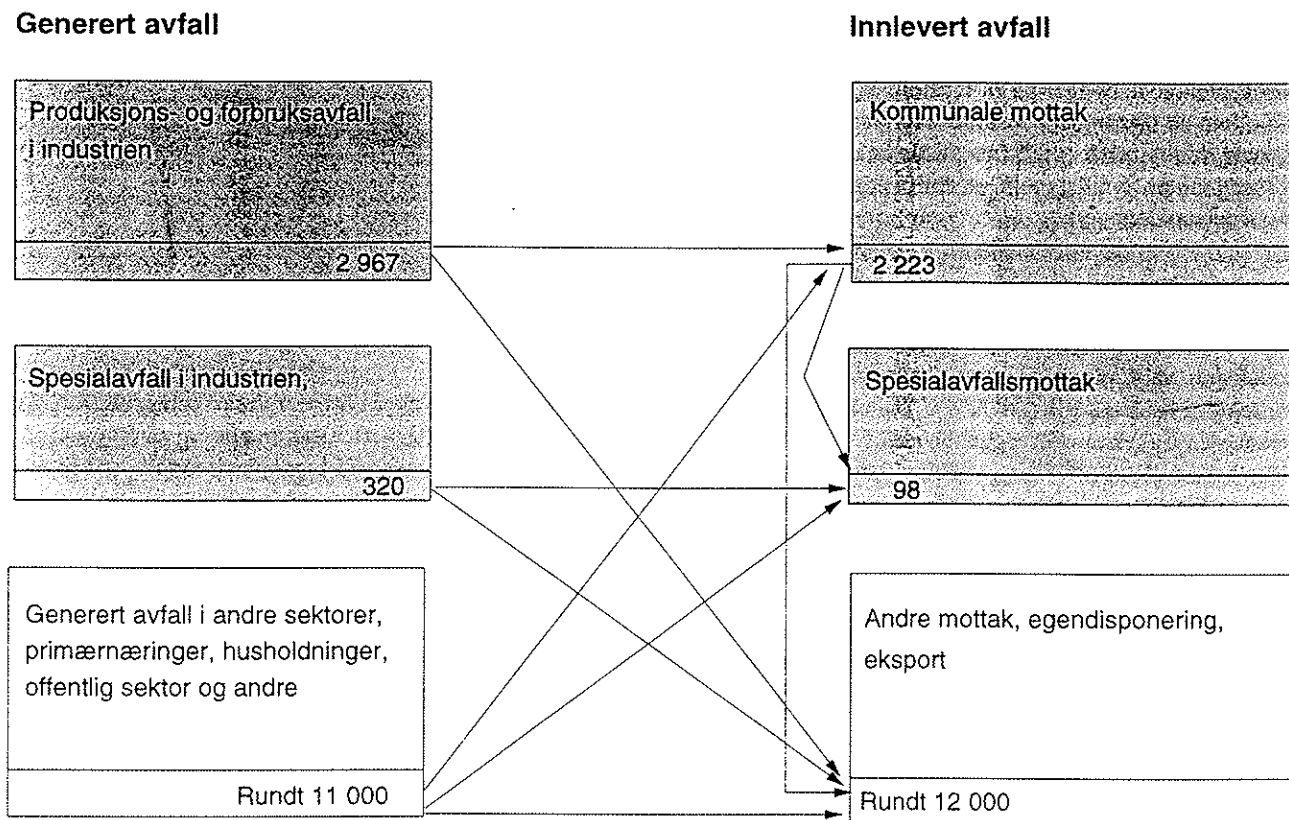 Generert avfall
Produksjons- og forbruksavfall
i industrien
2 967
Spesialavfall i industrien,
320
Generert avfall i andre sektorer,
primærnæringer, husholdninger,
offentlig sektor og andre
Rundt 11 000
Innlevert avfall
Kommunale mottak
2 223
Spesialavfallsmottak
98
Andre mottak, egendisponering,
eksport
Rundt 12 000